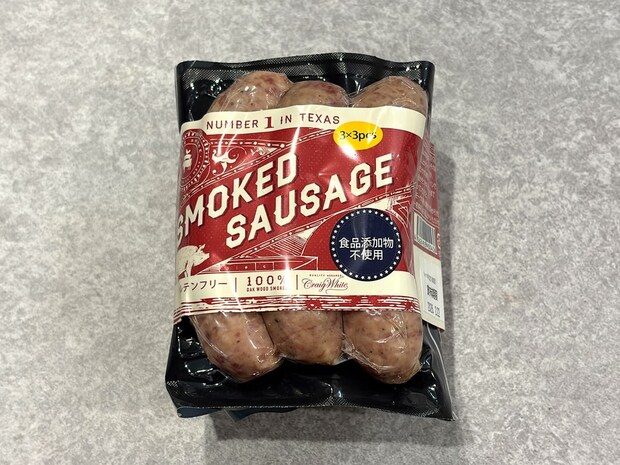 NUMBER 1 IN TEXAS
3×3pcs
SMOKED
SAUSAGE
食品添加物
不使用
テンフリー
100%
OAK WOOD SMOKED
Craig White